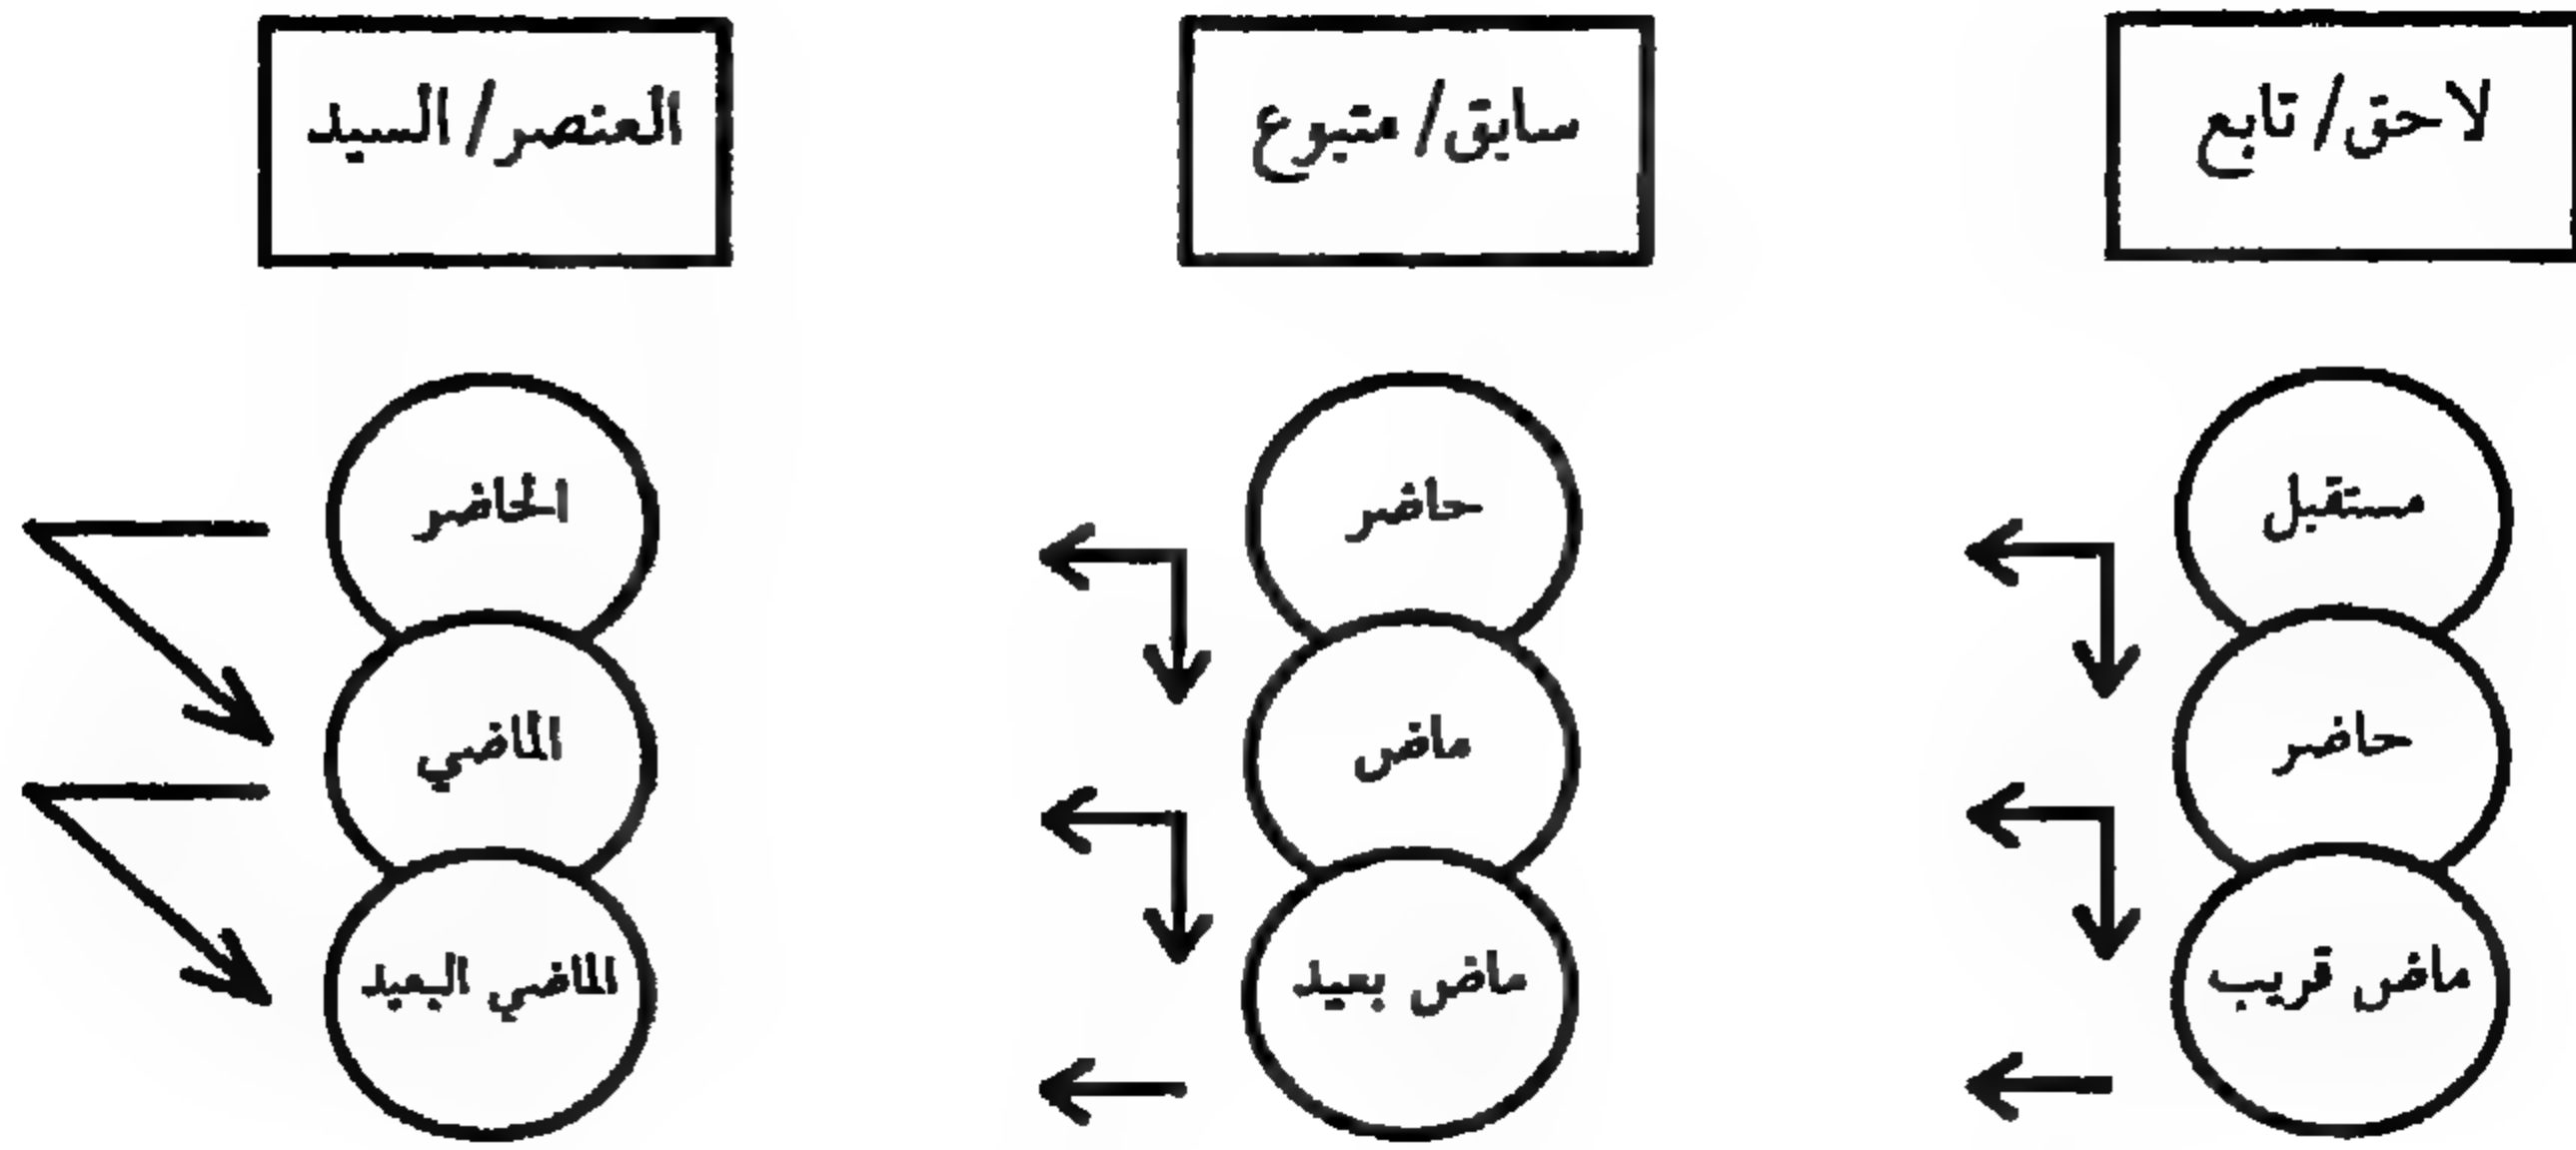 لاحق/ تابع
سابق/ متبوع
العنصر/ السيد
مستقبل
حاضر
الحاضر
حاضر
ماض
الماضي
ماض قريب
ماض بعيد
الماضي البعيد